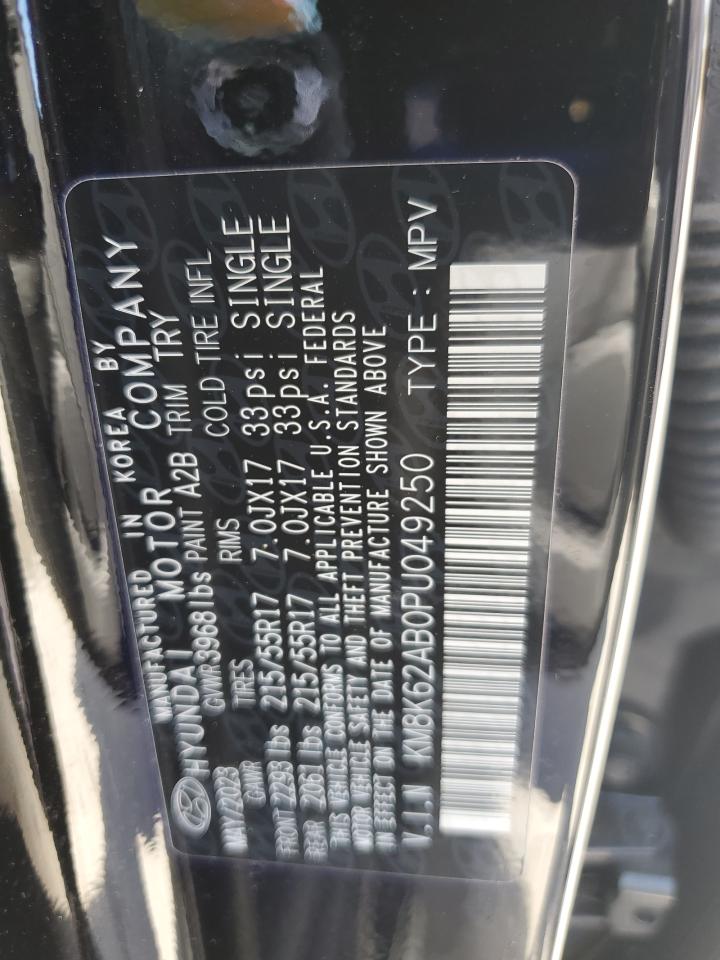 MANUFACTURED IN KOREA BY
HYUNDAI MOTOR COMPANY
MAY/2023 GVWR 3968 lbs PAINT A2B TRIM TRY
GAWR TIRES RMS COLD TIRE INFL
FRONT 2293 lbs 215/55R17 7.0JX17 33psi SINGLE
REAR 2061 lbs 215/55R17 7.0JX17 33psi SINGLE
THIS VEHICLE CONFORMS TO ALL APPLICABLE U.S.A. FEDERAL
MOTOR VEHICLE SAFETY AND THEFT PREVENTION STANDARDS
IN EFFECT ON THE DATE OF MANUFACTURE SHOWN ABOVE
V.I.N KM8K62AB0PU049250 TYPE : MPV